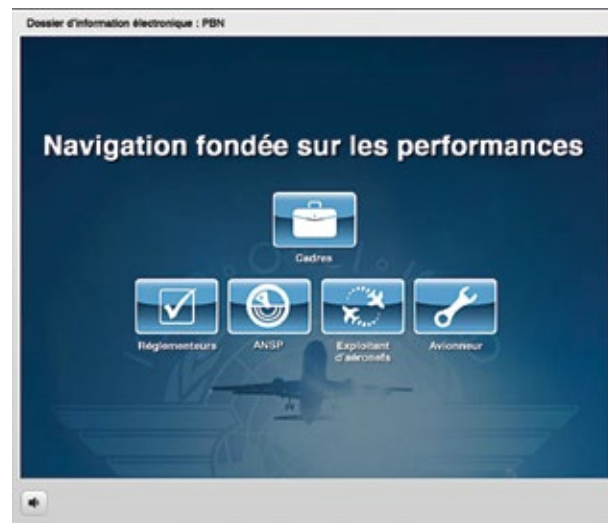 Dossier d'information électronique : PBN
Navigation fondée sur les performances
Cadres
Réglementeurs
ANSP
Exploitant
d'aéronefs
Avionneur